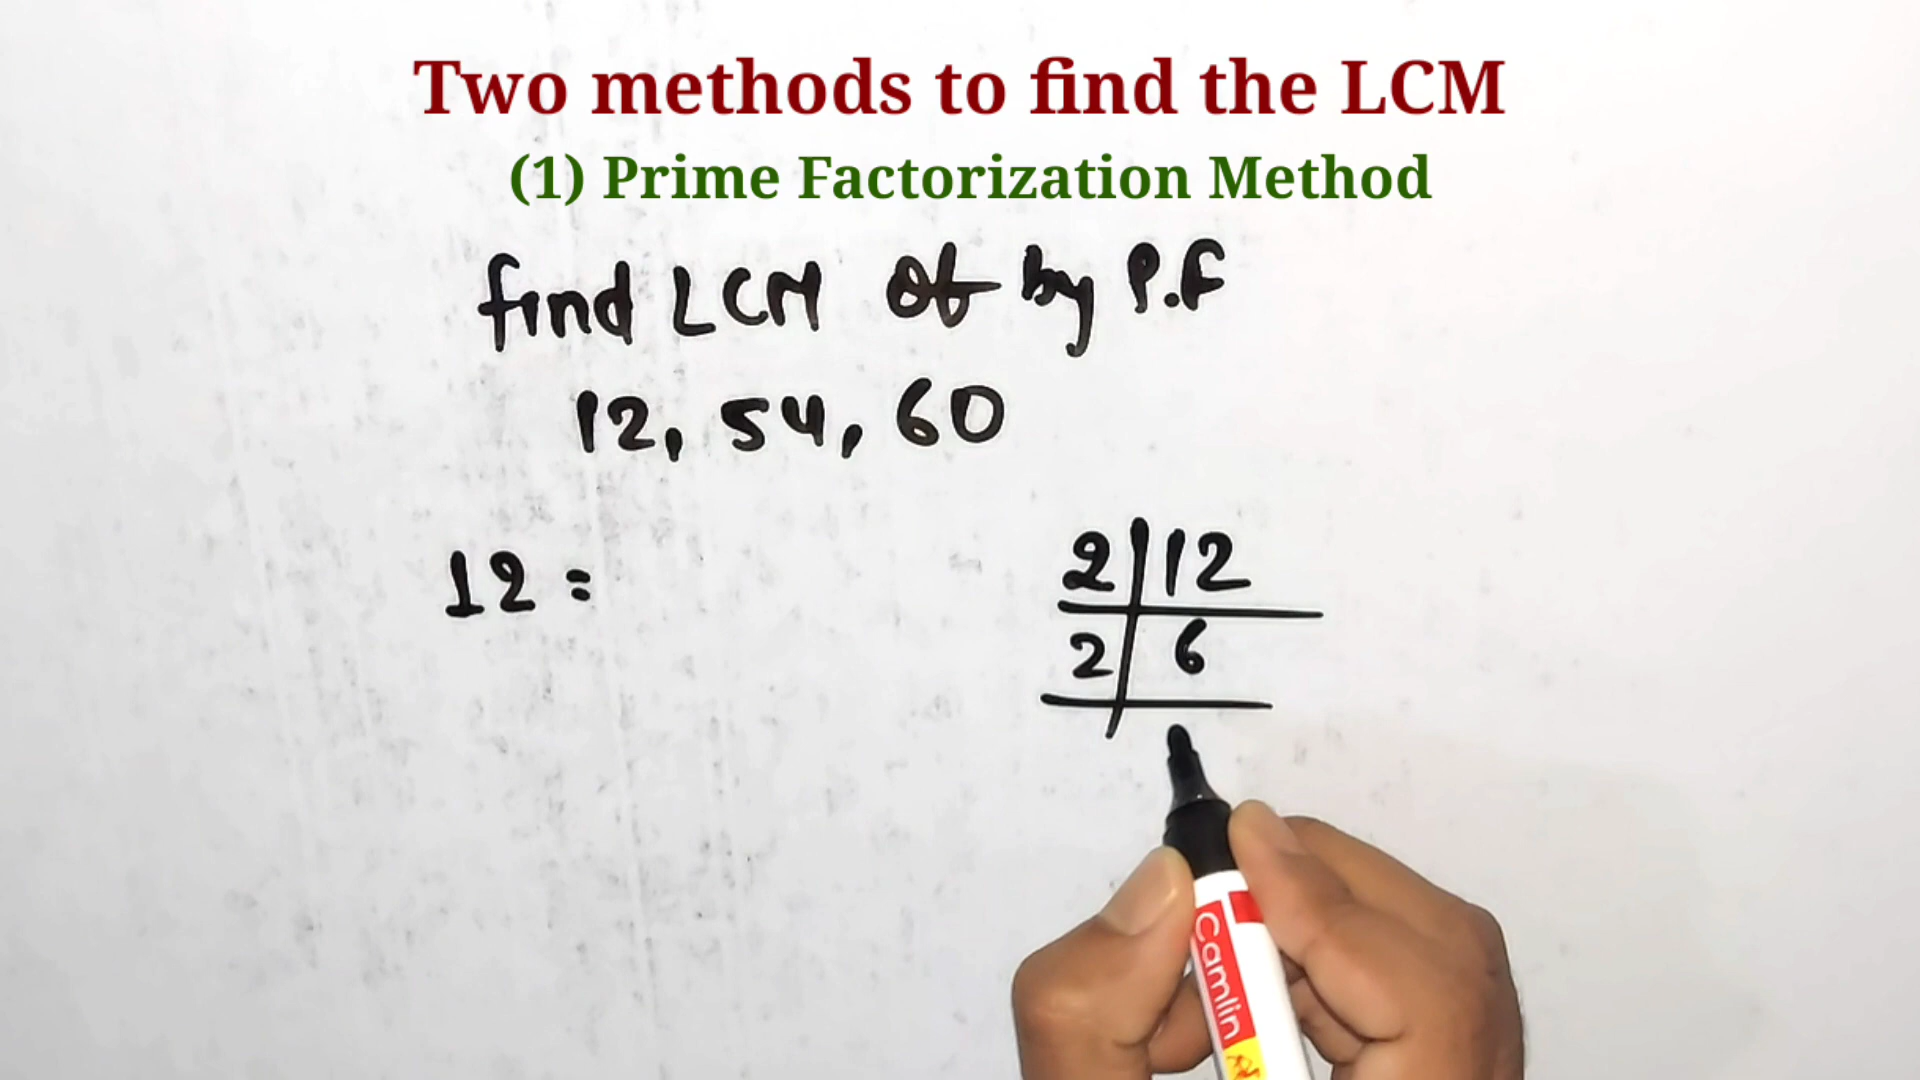 Two methods to find the LCM
(1) Prime Factorization Method
find LCM of by P.F
12, 54, 60
12 =
2 12
2 6
Camlin